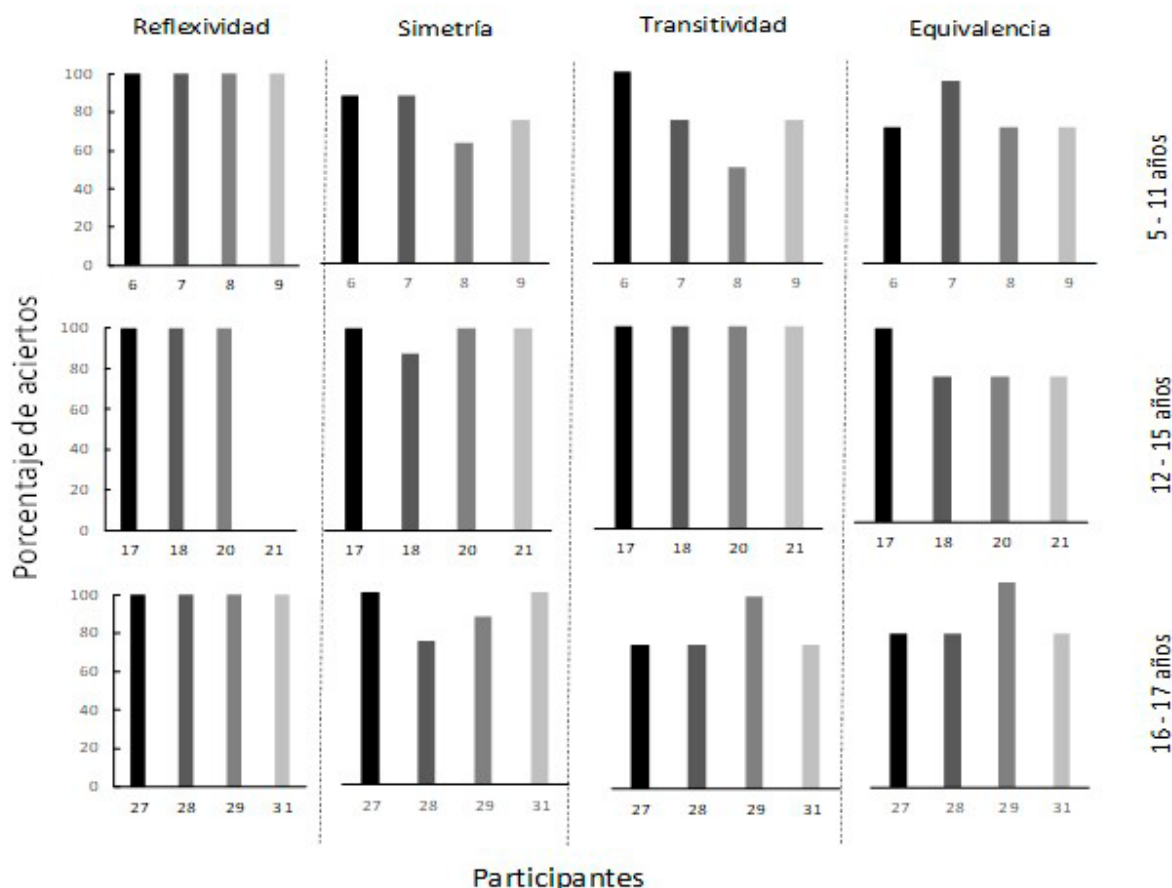 Reflexividad Simetría Transitividad Equivalencia
100
80
60
40
20
0
6 7 8 9 6 7 8 9 6 7 8 9 6 7 8 9
5 - 11 años
100
80
60
40
20
0
17 18 20 21 17 18 20 21 17 18 20 21 17 18 20 21
12 - 15 años
100
80
60
40
20
0
27 28 29 31 27 28 29 31 27 28 29 31 27 28 29 31
16 - 17 años
Porcentaje de aciertos
Participantes